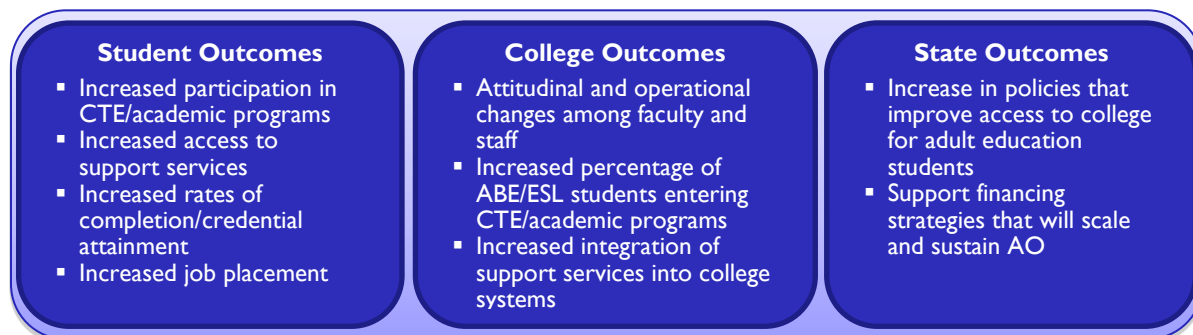 Student Outcomes
▪ Increased participation in
CTE/academic programs
▪ Increased access to
support services
▪ Increased rates of
completion/credential
attainment
▪ Increased job placement
College Outcomes
▪ Attitudinal and operational
changes among faculty and
staff
▪ Increased percentage of
ABE/ESL students entering
CTE/academic programs
▪ Increased integration of
support services into college
systems
State Outcomes
▪ Increase in policies that
improve access to college
for adult education
students
▪ Support financing
strategies that will scale
and sustain AO